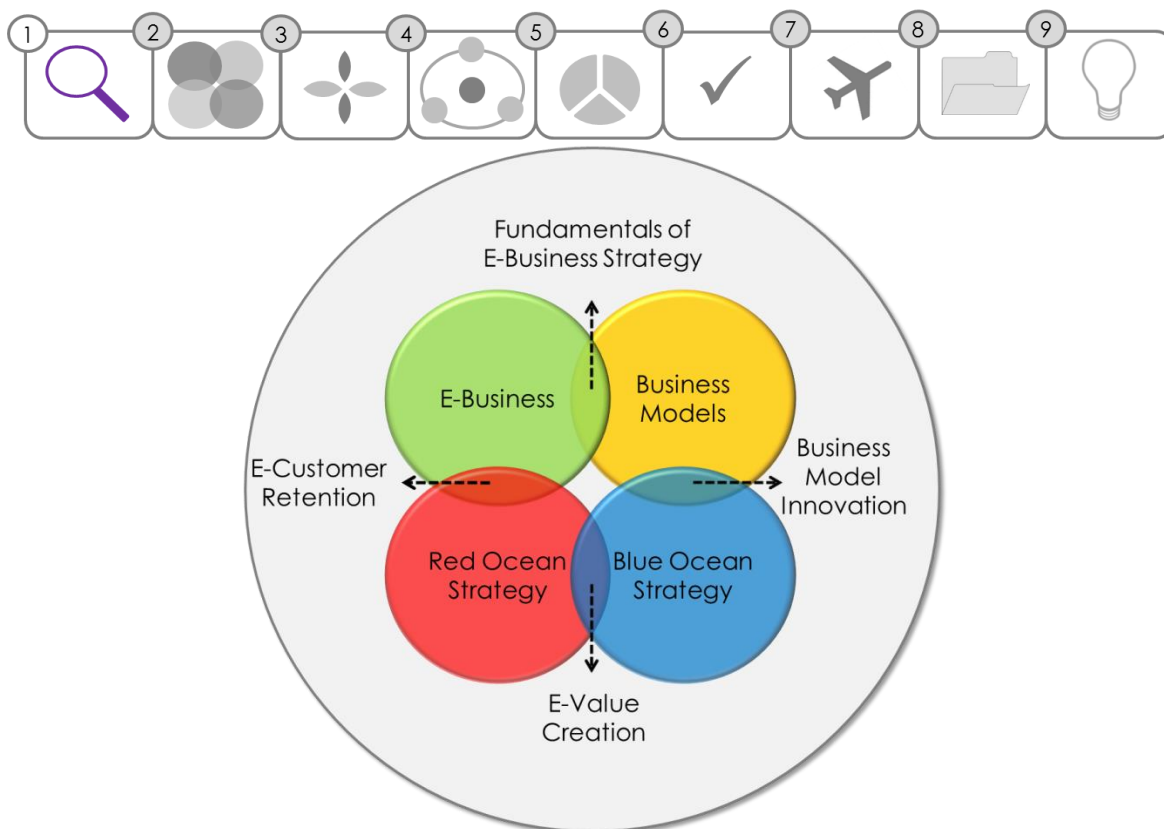 1 2 3 4 5 6 7 8 9
Fundamentals of
E-Business Strategy
E-Business
Business
Models
E-Customer
Retention
Business
Model
Innovation
Red Ocean
Strategy
Blue Ocean
Strategy
E-Value
Creation